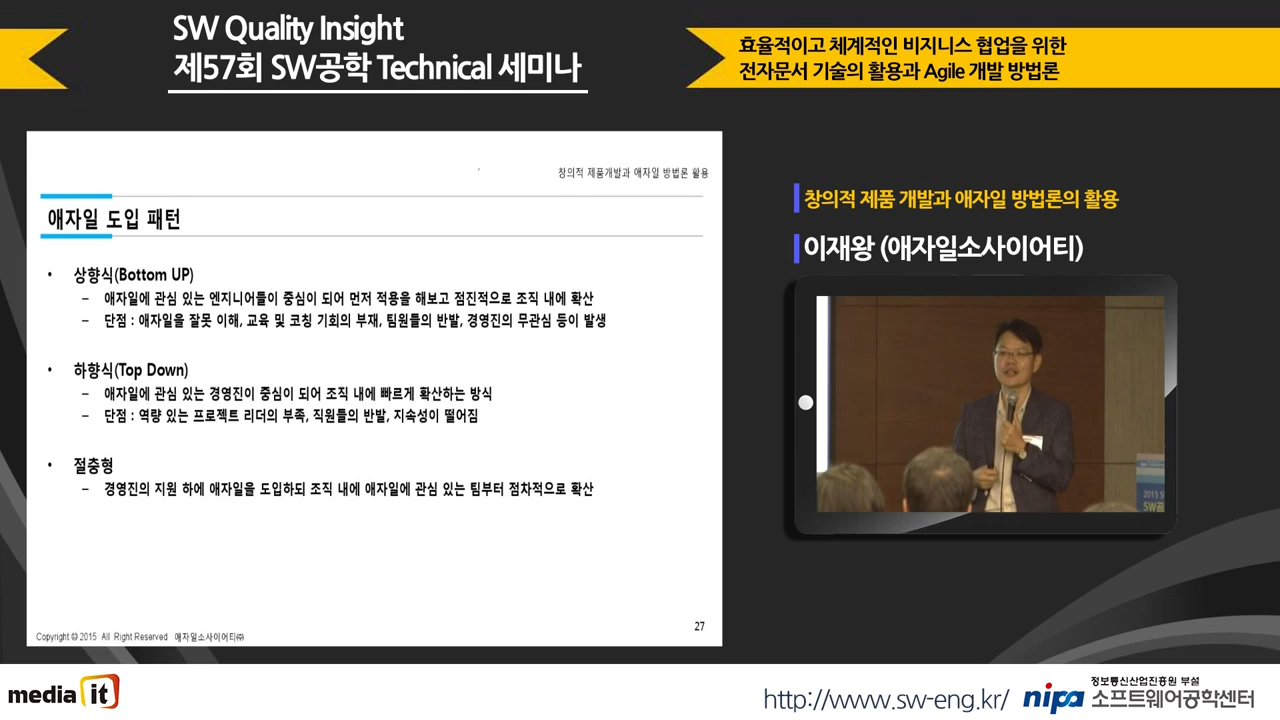 SW Quality Insight
제57회 SW공학 Technical 세미나
효율적이고 체계적인 비지니스 협업을 위한
전자문서 기술의 활용과 Agile 개발 방법론
창의적 제품개발과 애자일 방법론 활용
애자일 도입 패턴
• 상향식(Bottom UP)
– 애자일에 관심 있는 엔지니어들이 중심이 되어 먼저 적용을 해보고 점진적으로 조직 내에 확산
– 단점 : 애자일을 잘못 이해, 교육 및 코칭 기회의 부재, 팀원들의 반발, 경영진의 무관심 등이 발생
• 하향식(Top Down)
– 애자일에 관심 있는 경영진이 중심이 되어 조직 내에 빠르게 확산하는 방식
– 단점 : 역량 있는 프로젝트 리더의 부족, 직원들의 반발, 지속성이 떨어짐
• 절충형
– 경영진의 지원 하에 애자일을 도입하되 조직 내에 애자일에 관심 있는 팀부터 점차적으로 확산
27
Copyright © 2015 All Right Reserved 애자일소사이어티㈜
창의적 제품 개발과 애자일 방법론의 활용
이재왕 (애자일소사이어티)
2015 S
SW공
media it
http://www.sw-eng.kr/
nipa
정보통신산업진흥원 부설
소프트웨어공학센터